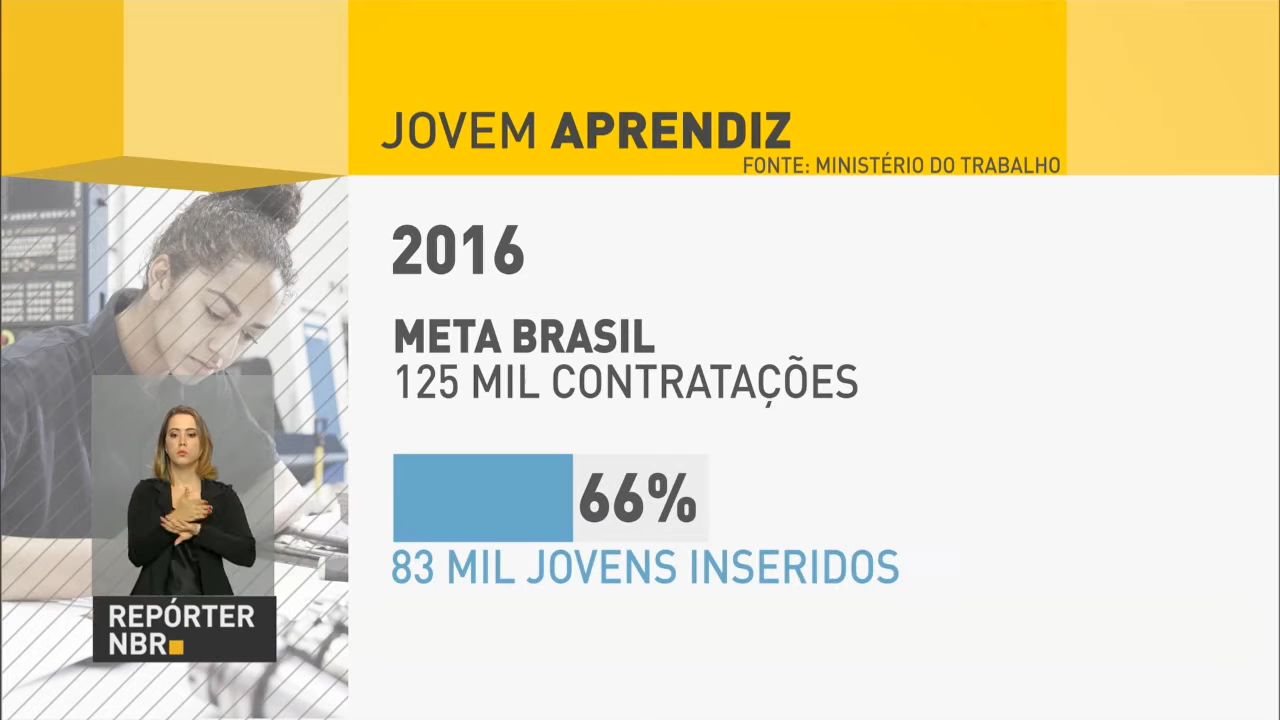 JOVEM APRENDIZ
FONTE: MINISTÉRIO DO TRABALHO
2016
META BRASIL
125 MIL CONTRATAÇÕES
66%
83 MIL JOVENS INSERIDOS
REPÓRTER
NBR